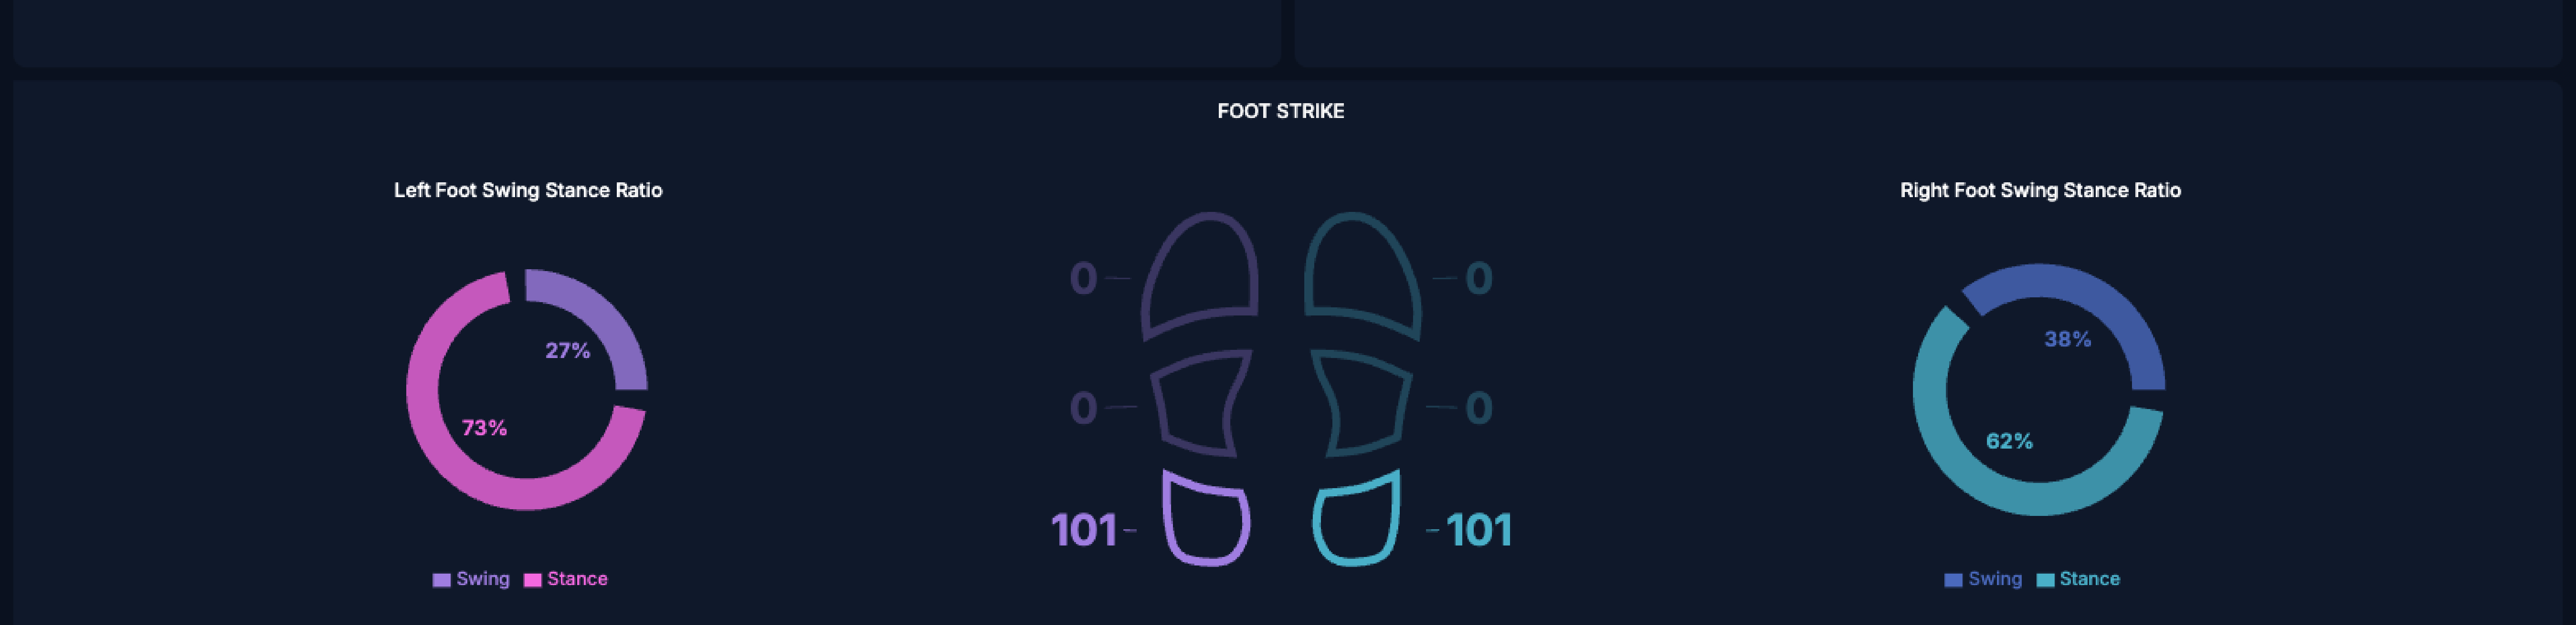 FOOT STRIKE
Left Foot Swing Stance Ratio
27%
73%
Swing Stance
0 0
0 0
101 101
Right Foot Swing Stance Ratio
38%
62%
Swing Stance